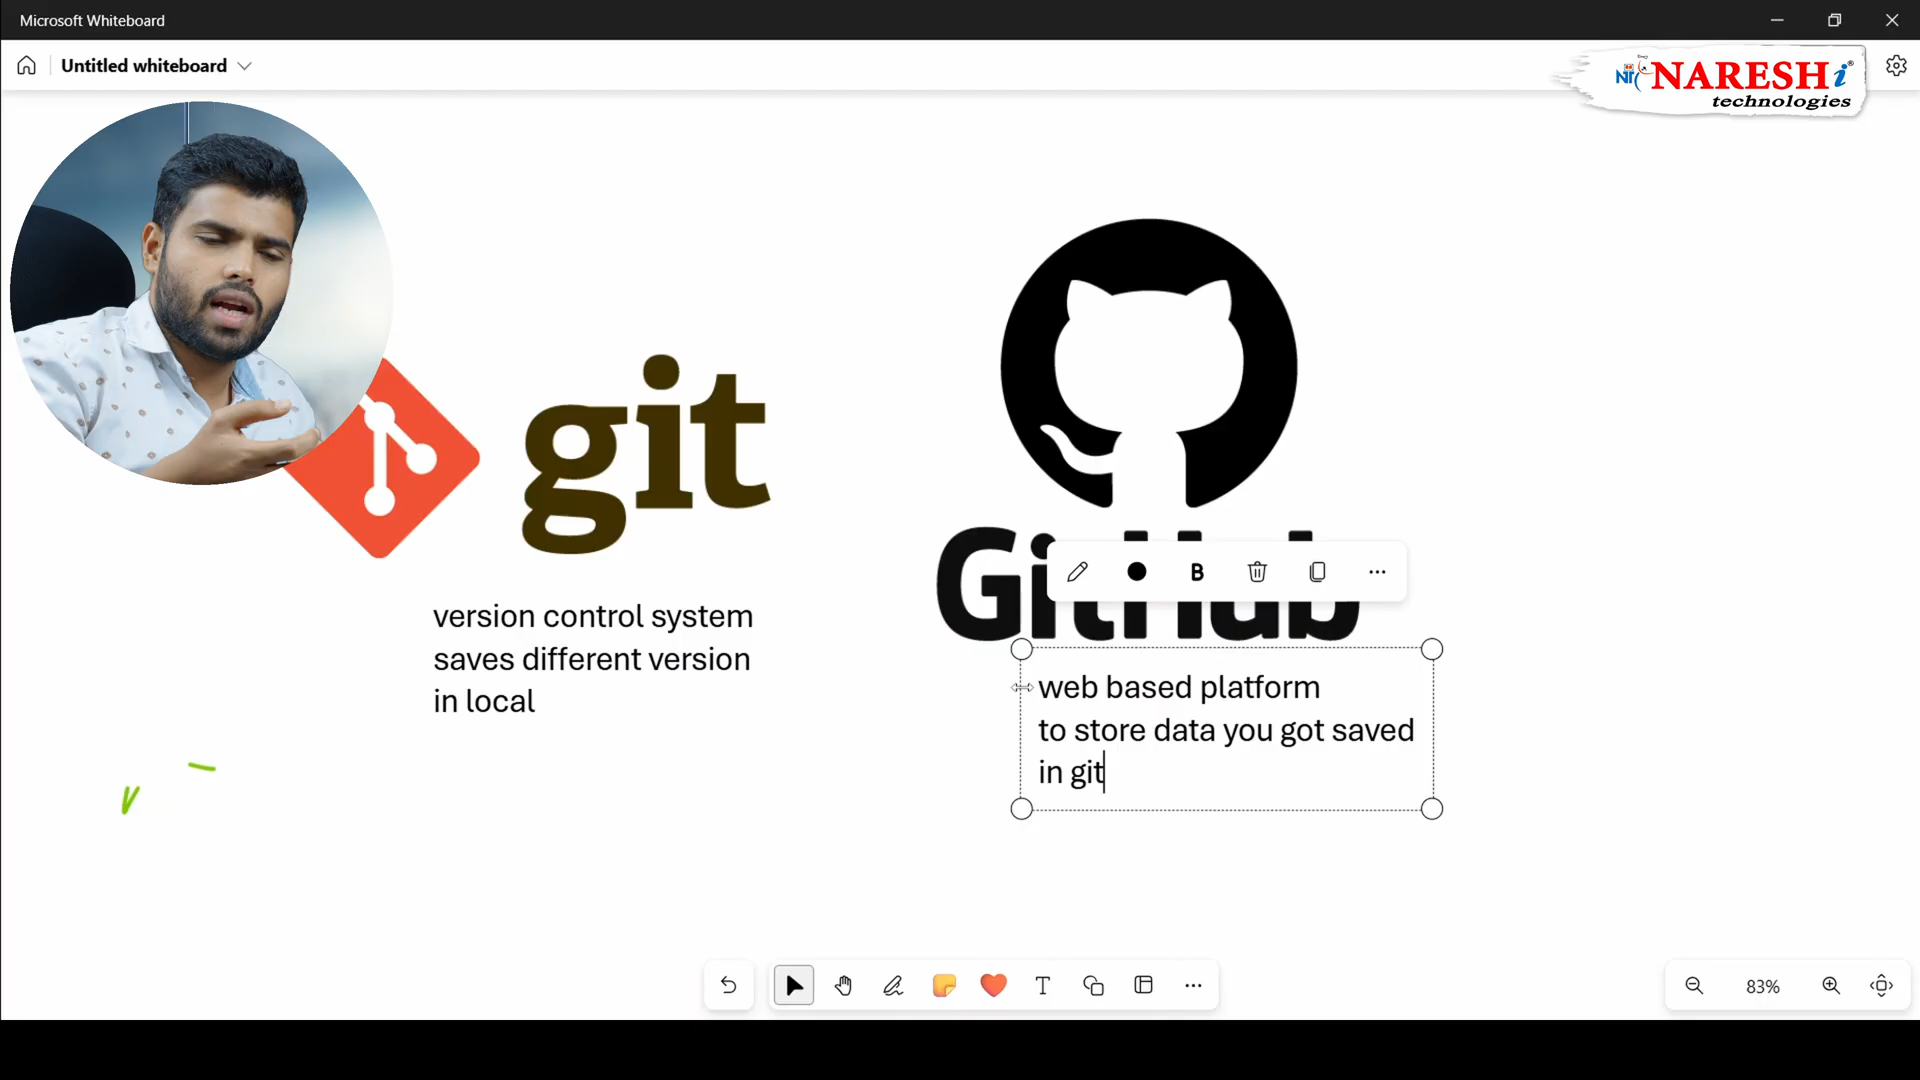 Microsoft Whiteboard
Untitled whiteboard
NARESH i
technologies
git
GitHub
version control system
saves different version
in local
B
web based platform
to store data you got saved
in git
T
83%